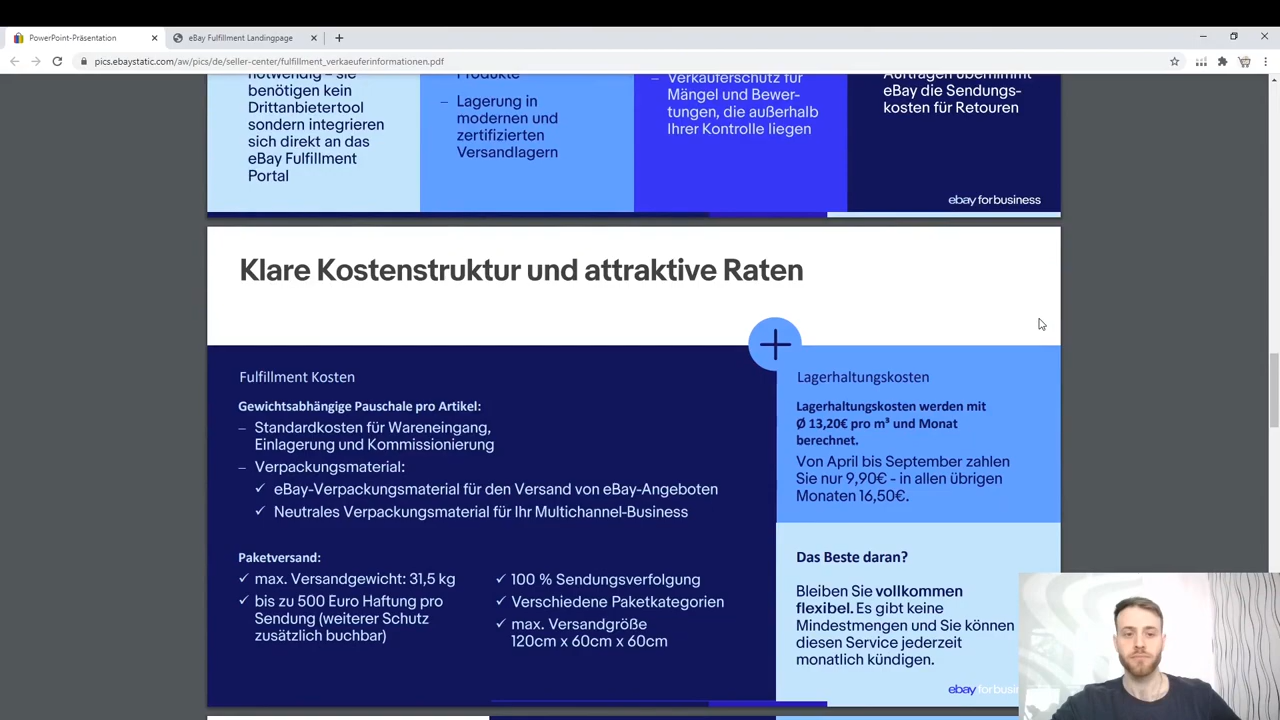 PowerPoint-Präsentation
eBay Fulfillment Landingpage
pics.ebaystatic.com/aw/pics/de/seller-center/fulfillment_verkaeuferinformationen.pdf
notwendig – sie
benötigen kein
Drittanbietertool
sondern integrieren
sich direkt an das
eBay Fulfillment
Portal
Produkte
– Lagerung in
modernen und
zertifizierten
Versandlagern
– Verkäuferschutz für
Mängel und Bewer-
tungen, die außerhalb
Ihrer Kontrolle liegen
Aufträgen übernimmt
eBay die Sendungs-
kosten für Retouren
ebay for business
Klare Kostenstruktur und attraktive Raten
Fulfillment Kosten
Gewichtsabhängige Pauschale pro Artikel:
– Standardkosten für Wareneingang,
Einlagerung und Kommissionierung
– Verpackungsmaterial:
✓ eBay-Verpackungsmaterial für den Versand von eBay-Angeboten
✓ Neutrales Verpackungsmaterial für Ihr Multichannel-Business
Paketversand:
✓ max. Versandgewicht: 31,5 kg
✓ bis zu 500 Euro Haftung pro
Sendung (weiterer Schutz
zusätzlich buchbar)
✓ 100 % Sendungsverfolgung
✓ Verschiedene Paketkategorien
✓ max. Versandgröße
120cm x 60cm x 60cm
Lagerhaltungskosten
Lagerhaltungskosten werden mit
Ø 13,20€ pro m³ und Monat
berechnet.
Von April bis September zahlen
Sie nur 9,90€ - in allen übrigen
Monaten 16,50€.
Das Beste daran?
Bleiben Sie vollkommen
flexibel. Es gibt keine
Mindestmengen und Sie können
diesen Service jederzeit
monatlich kündigen.
ebay for busi